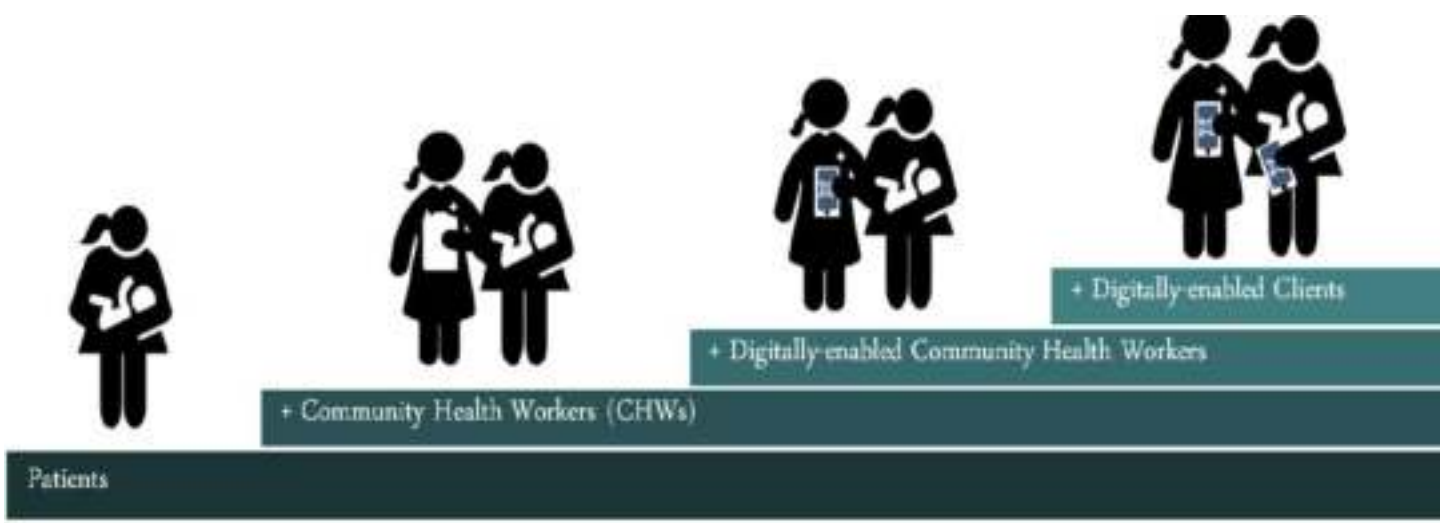 + Digitally-enabled Clients
+ Digitally-enabled Community Health Workers
+ Community Health Workers (CHWs)
Patients